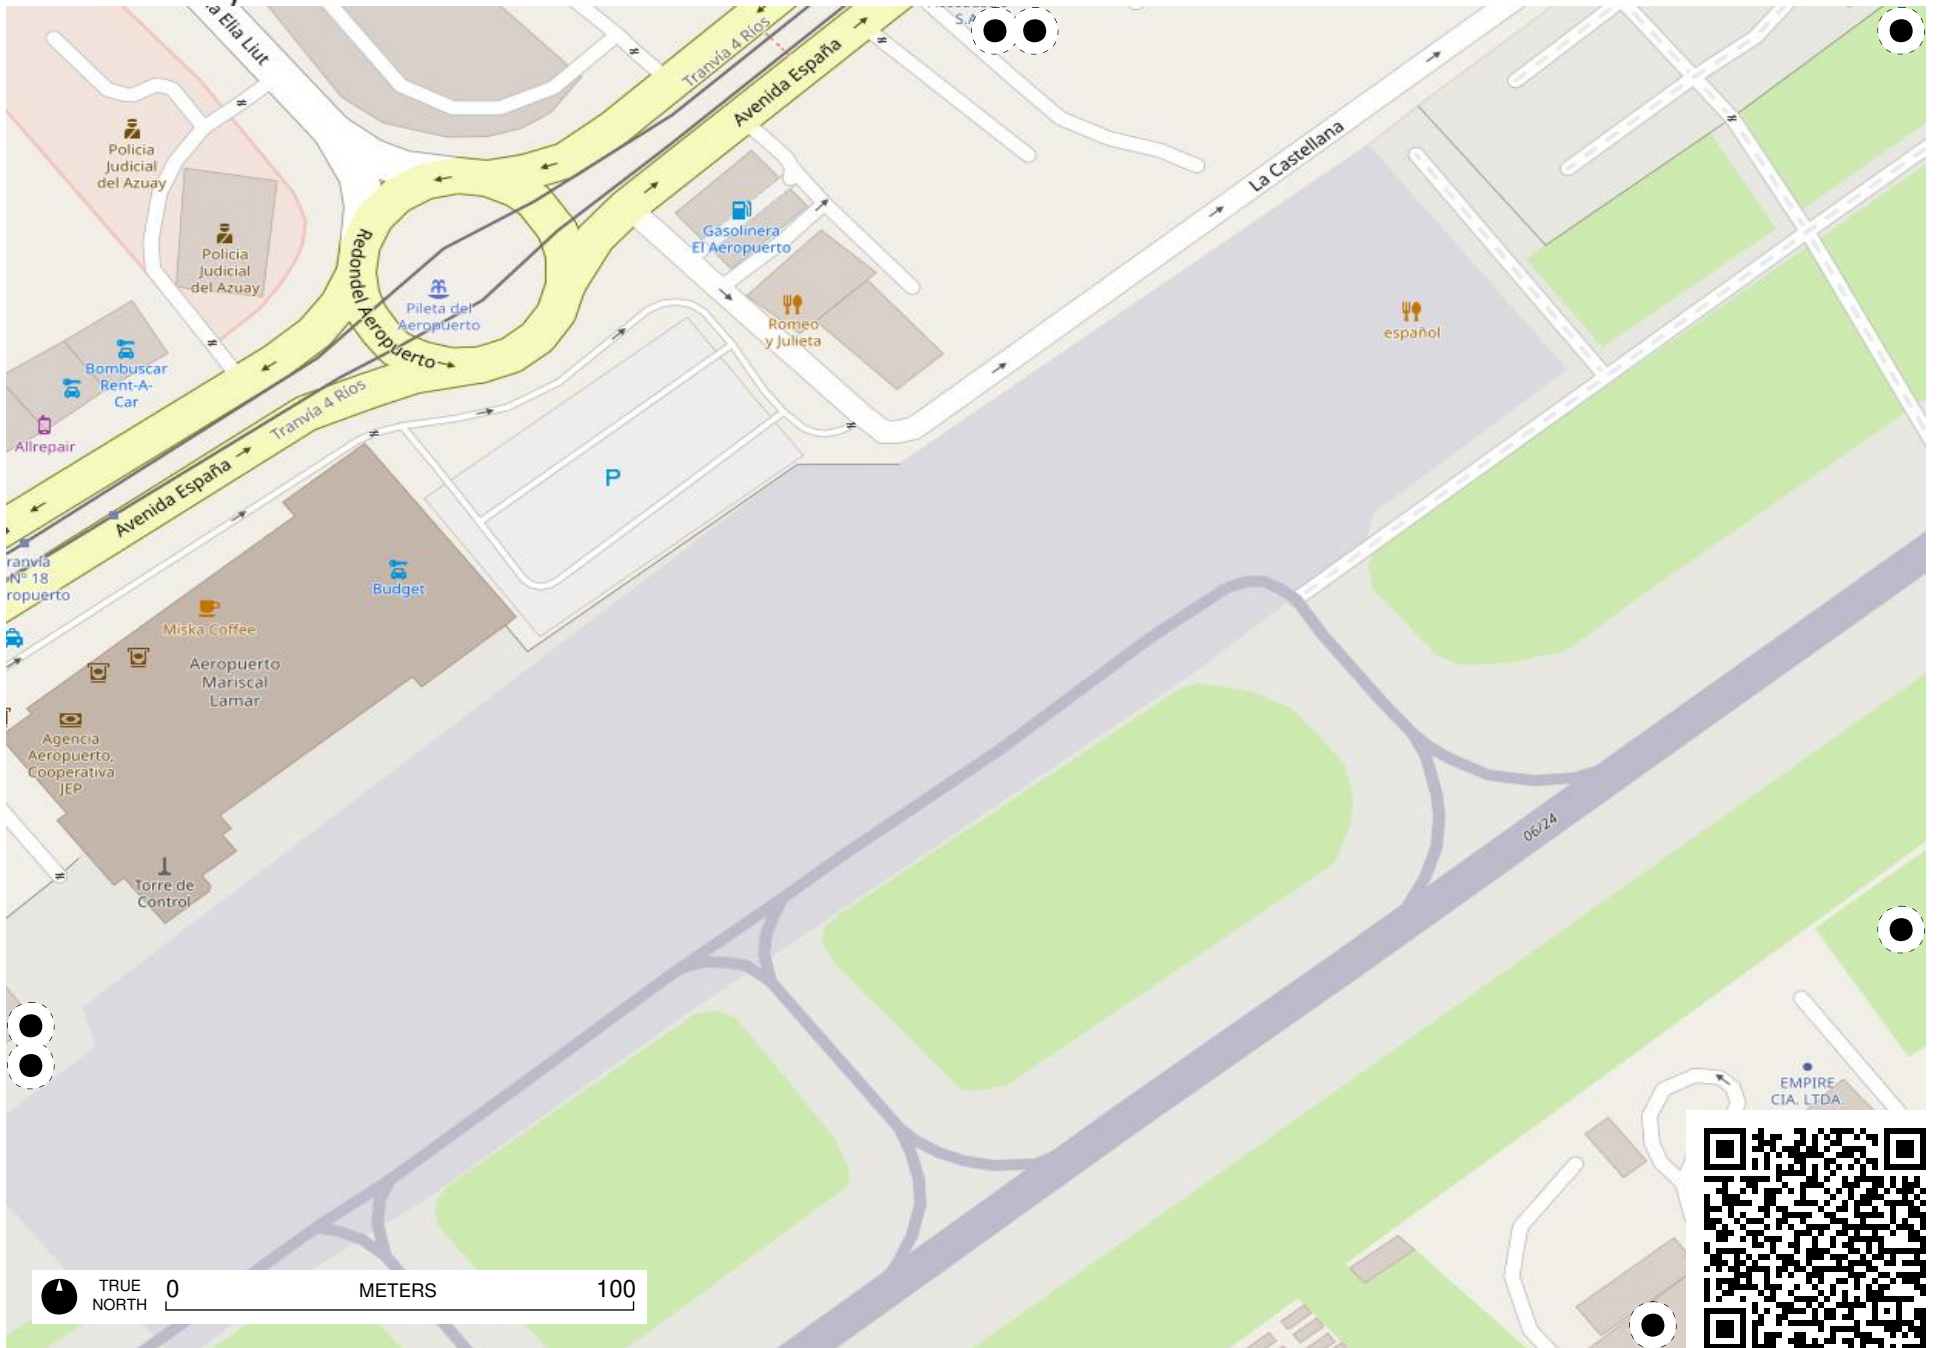 Elia Liut
Tranvía 4 Ríos
Avenida España
S.A
Policia
Judicial
del Azuay
Policia
Judicial
del Azuay
La Castellana
Gasolinera
El Aeropuerto
Redondel Aeropuerto
Pileta del
Aeropuerto
Romeo
y Julieta
español
Bombuscar
Rent-A-
Car
Allrepair
Tranvía 4 Ríos
Avenida España
P
ranvía
N° 18
ropuerto
Budget
Miska Coffee
Aeropuerto
Mariscal
Lamar
Agencia
Aeropuerto,
Cooperativa
JEP
Torre de
Control
06/24
EMPIRE
CIA. LTDA.
TRUE
NORTH
0 METERS 100